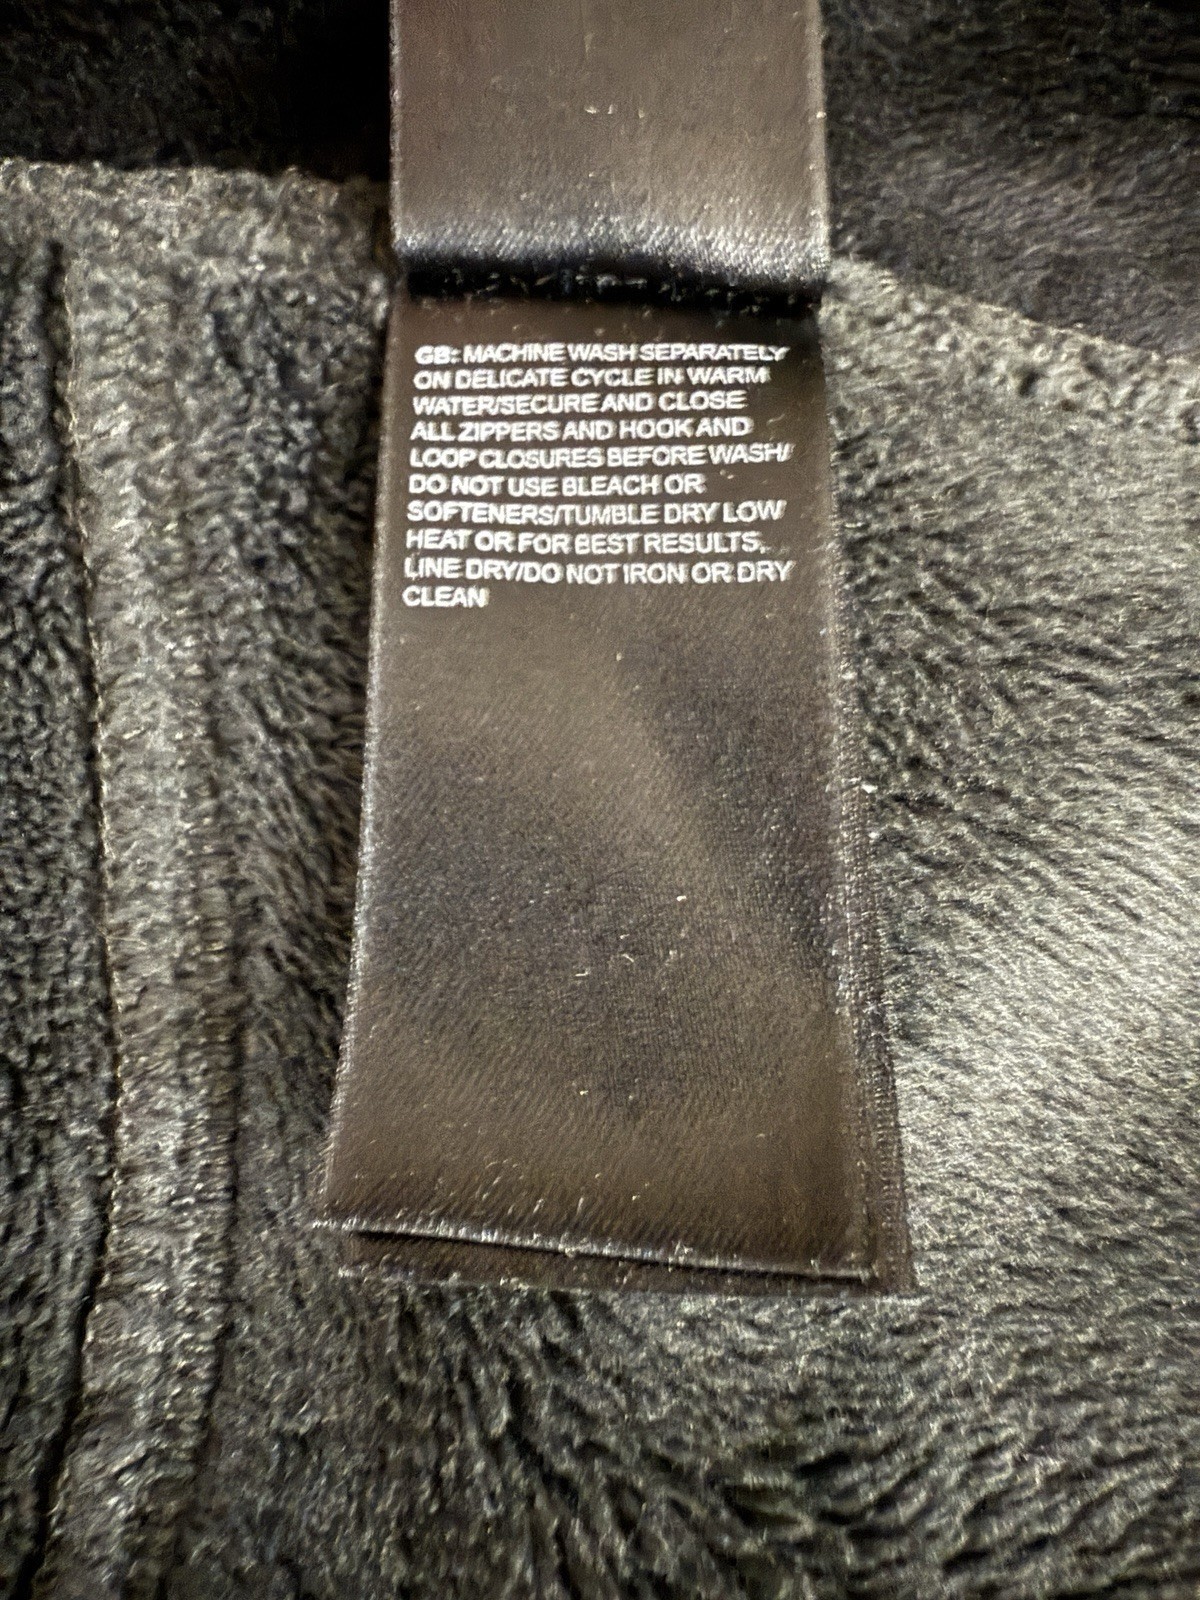 GB: MACHINE WASH SEPARATELY
ON DELICATE CYCLE IN WARM
WATER/SECURE AND CLOSE
ALL ZIPPERS AND HOOK AND
LOOP CLOSURES BEFORE WASH/
DO NOT USE BLEACH OR
SOFTENERS/TUMBLE DRY LOW
HEAT OR FOR BEST RESULTS,
LINE DRY/DO NOT IRON OR DRY
CLEAN